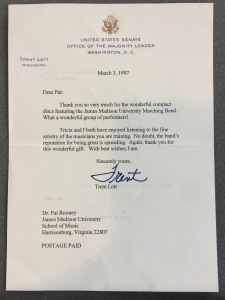 UNITED STATES SENATE
OFFICE OF THE MAJORITY LEADER
WASHINGTON, D. C.
TRENT LOTT
MISSISSIPPI
March 3, 1997
Dear Pat:
Thank you so very much for the wonderful compact
discs featuring the James Madison University Marching Band.
What a wonderful group of performers!
Tricia and I both have enjoyed listening to the fine
artistry of the musicians you are training. No doubt, the band's
reputation for being great is spreading. Again, thank you for
this wonderful gift. With best wishes, I am
Sincerely yours,
Trent
Trent Lott
Dr. Pat Rooney
James Madison University
School of Music
Harrisonburg, Virginia 22807
POSTAGE PAID